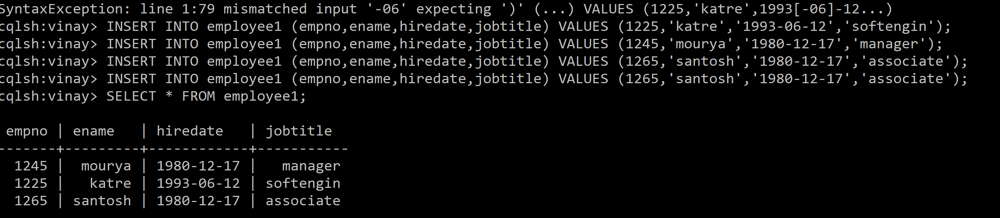 SyntaxException: line 1:79 mismatched input '-06' expecting ')' (...) VALUES (1225,'katre',1993[-06]-12...)
cqlsh:vinay> INSERT INTO employee1 (empno,ename,hiredate,jobtitle) VALUES (1225,'katre','1993-06-12','softengin');
cqlsh:vinay> INSERT INTO employee1 (empno,ename,hiredate,jobtitle) VALUES (1245,'mourya','1980-12-17','manager');
cqlsh:vinay> INSERT INTO employee1 (empno,ename,hiredate,jobtitle) VALUES (1265,'santosh','1980-12-17','associate');
cqlsh:vinay> INSERT INTO employee1 (empno,ename,hiredate,jobtitle) VALUES (1265,'santosh','1980-12-17','associate');
cqlsh:vinay> SELECT * FROM employee1;
 empno | ename   | hiredate   | jobtitle
-------+---------+------------+-----------
  1245 |  mourya | 1980-12-17 |   manager
  1225 |   katre | 1993-06-12 | softengin
  1265 | santosh | 1980-12-17 | associate